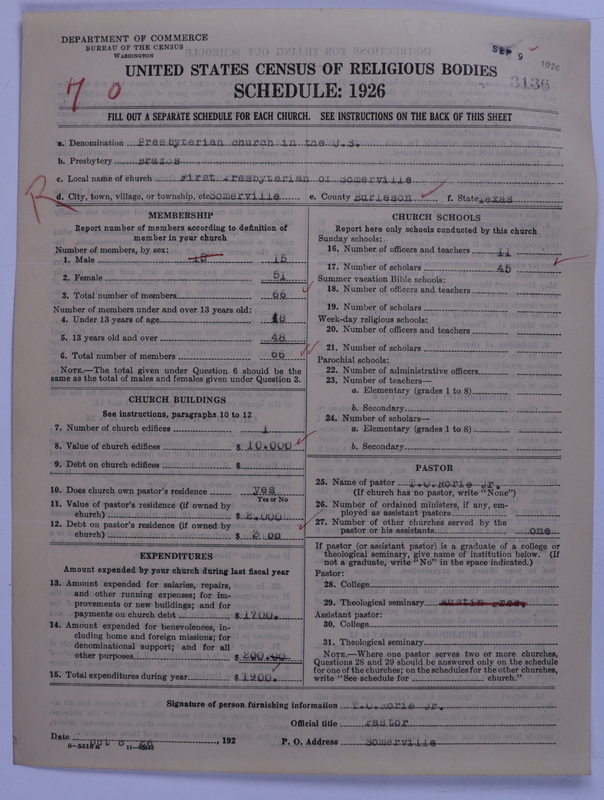 DEPARTMENT OF COMMERCE
BUREAU OF THE CENSUS
WASHINGTON
SEP 9
1926
3136
70
UNITED STATES CENSUS OF RELIGIOUS BODIES
SCHEDULE: 1926
FILL OUT A SEPARATE SCHEDULE FOR EACH CHURCH. SEE INSTRUCTIONS ON THE BACK OF THIS SHEET
a. Denomination Presbyterian church in the U.S.
b. Presbytery Brazos
c. Local name of church First Presbyterian of Somerville
R
d. City, town, village, or township, etc. Somerville e. County Burleson f. State Texas
MEMBERSHIP
Report number of members according to definition of
member in your church
Number of members, by sex:
1. Male 18 15
2. Female 51
3. Total number of members 66
Number of members under and over 13 years old:
4. Under 13 years of age 18
5. 13 years old and over 48
6. Total number of members 66
NOTE.—The total given under Question 6 should be the
same as the total of males and females given under Question 3.
CHURCH BUILDINGS
See instructions, paragraphs 10 to 12
7. Number of church edifices 1
8. Value of church edifices $ 10.000
9. Debt on church edifices $
10. Does church own pastor's residence yes
Yes or No
11. Value of pastor's residence (if owned by
church) $ 2.000
12. Debt on pastor's residence (if owned by
church) $ 00
EXPENDITURES
Amount expended by your church during last fiscal year
13. Amount expended for salaries, repairs,
and other running expenses; for im-
provements or new buildings; and for
payments on church debt $ 1700.
14. Amount expended for benevolences, in-
cluding home and foreign missions; for
denominational support; and for all
other purposes $ 200.00
15. Total expenditures during year $ 1900.
CHURCH SCHOOLS
Report here only schools conducted by this church
Sunday schools:
16. Number of officers and teachers 11
17. Number of scholars 45
Summer vacation Bible schools:
18. Number of officers and teachers
19. Number of scholars
Week-day religious schools:
20. Number of officers and teachers
21. Number of scholars
Parochial schools:
22. Number of administrative officers
23. Number of teachers—
a. Elementary (grades 1 to 8)
b. Secondary
24. Number of scholars—
a. Elementary (grades 1 to 8)
b. Secondary
PASTOR
25. Name of pastor T.O.Sorie Jr.
(If church has no pastor, write "None")
26. Number of ordained ministers, if any, em-
ployed as assistant pastors
27. Number of other churches served by the
pastor or his assistants one
If pastor (or assistant pastor) is a graduate of a college or
theological seminary, give name of institution below. (If
not a graduate, write "No" in the space indicated.)
Pastor:
28. College
29. Theological seminary Austin Pres.
Assistant pastor:
30. College
31. Theological seminary
NOTE.—Where one pastor serves two or more churches,
Questions 28 and 29 should be answered only on the schedule
for one of the churches; on the schedules for the other churches,
write "See schedule for church."
Signature of person furnishing information T.O.Sorie Jr.
Official title Pastor
Date 192 P. O. Address Somerville